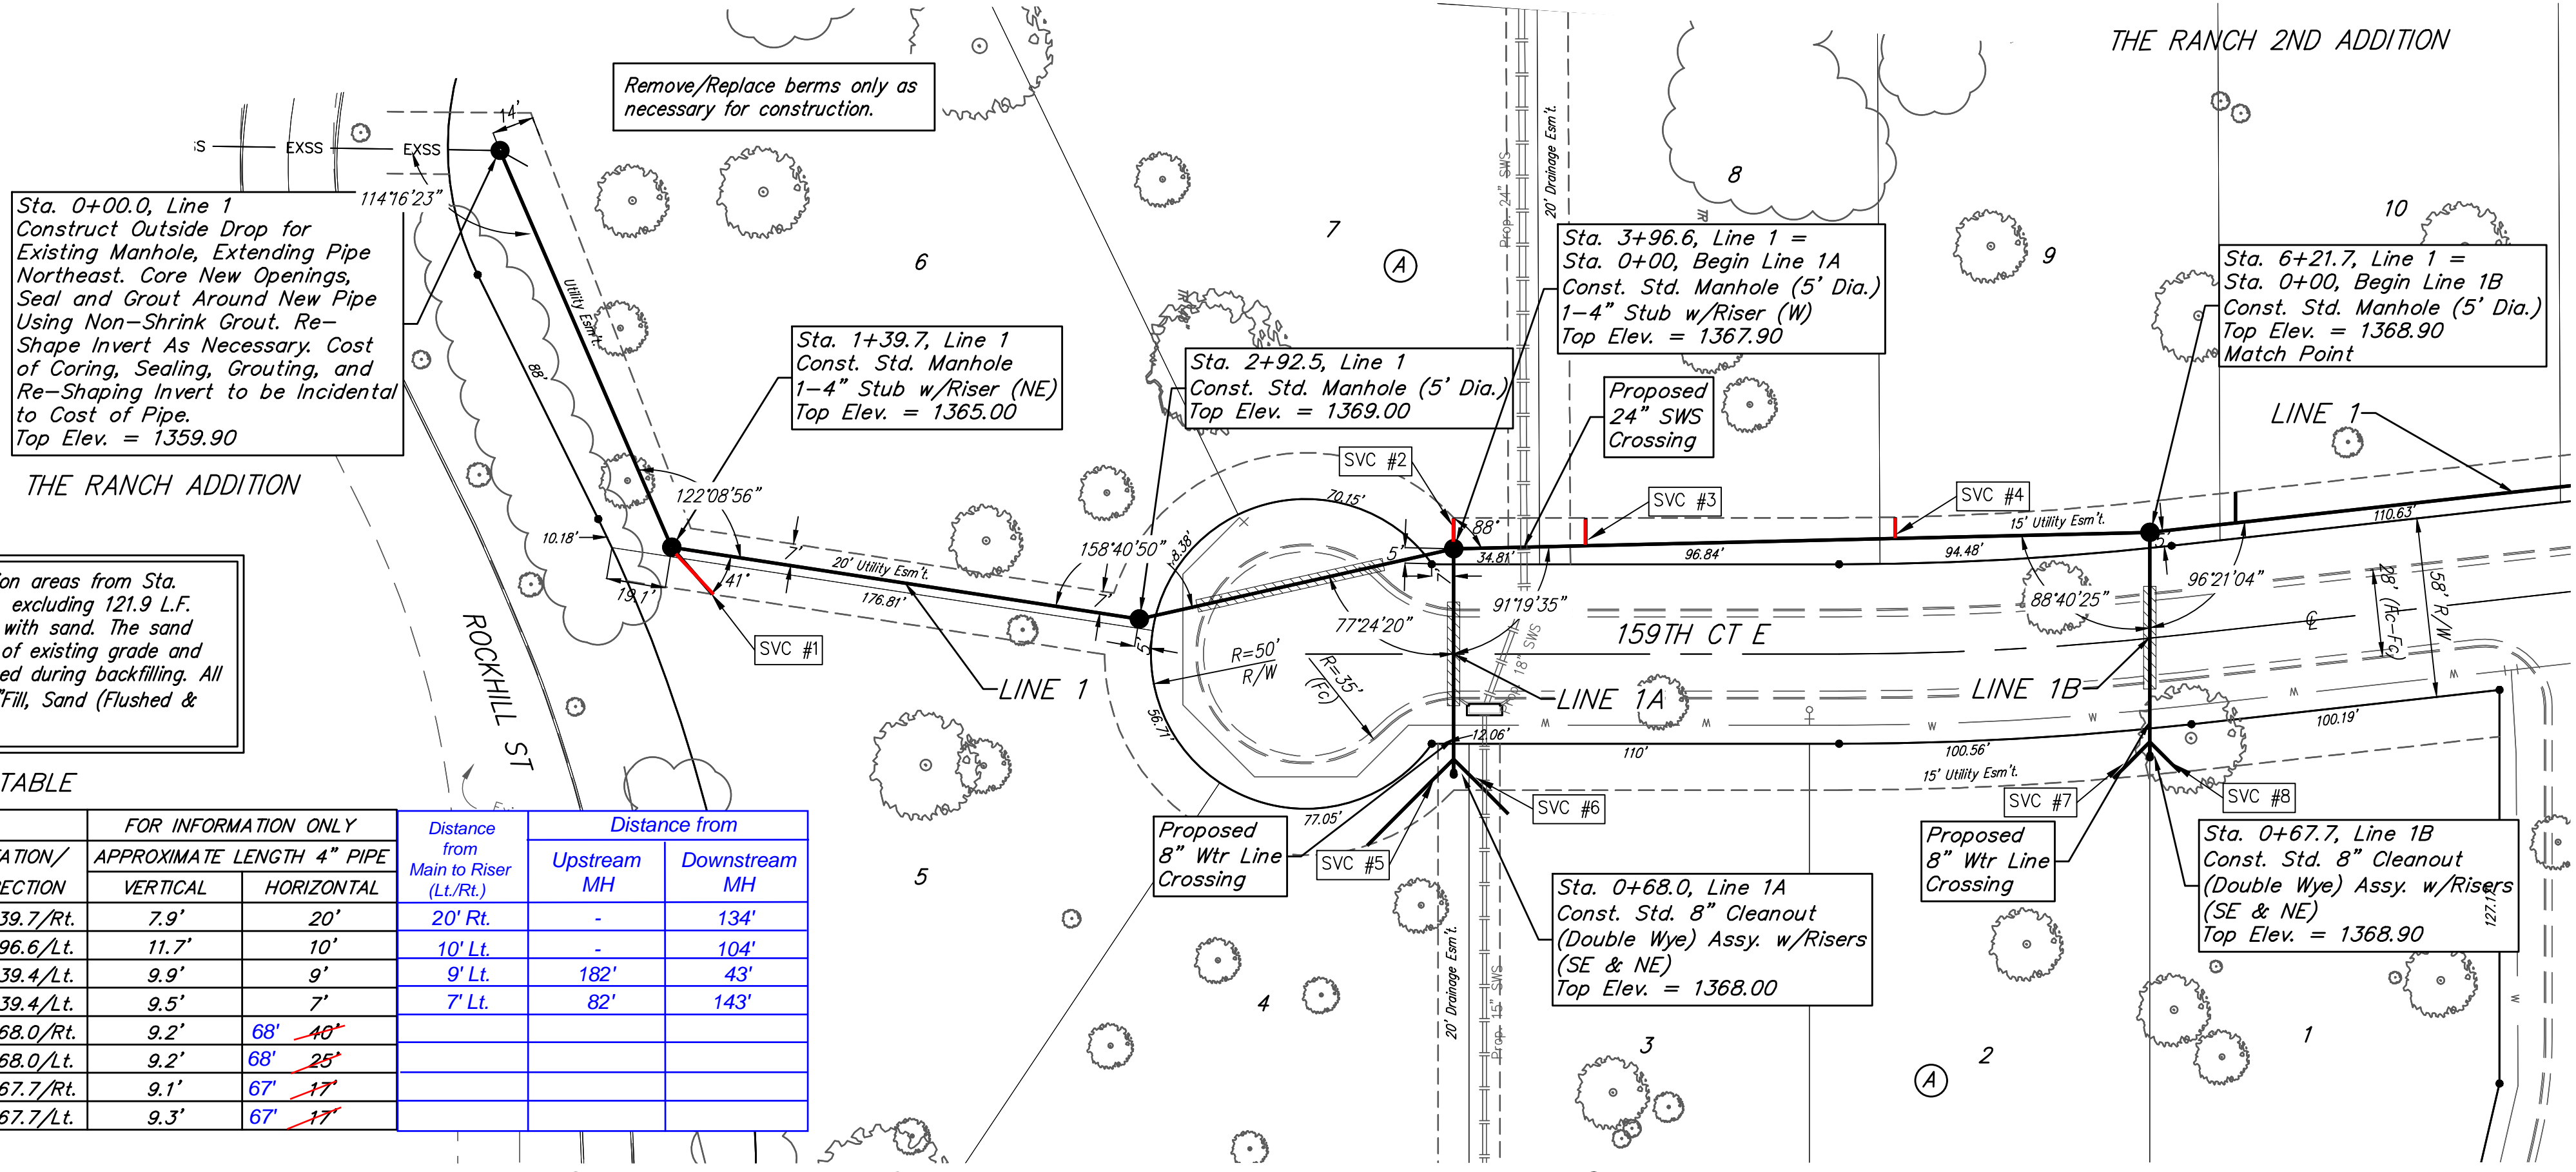 THE RANCH 2ND ADDITION
Remove/Replace berms only as
necessary for construction.
14'
EXSS
EXSS
114°16'23"
Sta. 0+00.0, Line 1
Construct Outside Drop for
Existing Manhole, Extending Pipe
Northeast. Core New Openings,
Seal and Grout Around New Pipe
Using Non-Shrink Grout. Re-
Shape Invert As Necessary. Cost
of Coring, Sealing, Grouting, and
Re-Shaping Invert to be Incidental
to Cost of Pipe.
Top Elev. = 1359.90
THE RANCH ADDITION
Utility Esm't.
88'
6
7
A
8
9
10
Prop. 24" SWS
20' Drainage Esm't.
Sta. 1+39.7, Line 1
Const. Std. Manhole
1-4" Stub w/Riser (NE)
Top Elev. = 1365.00
Sta. 2+92.5, Line 1
Const. Std. Manhole (5' Dia.)
Top Elev. = 1369.00
Sta. 3+96.6, Line 1 =
Sta. 0+00, Begin Line 1A
Const. Std. Manhole (5' Dia.)
1-4" Stub w/Riser (W)
Top Elev. = 1367.90
Proposed
24" SWS
Crossing
Sta. 6+21.7, Line 1 =
Sta. 0+00, Begin Line 1B
Const. Std. Manhole (5' Dia.)
Top Elev. = 1368.90
Match Point
LINE 1
SVC #2
SVC #3
SVC #4
122°08'56"
10.18'
19.1'
41°
7'
20' Utility Esm't.
176.81'
158°40'50"
7'
5'
SVC #1
LINE 1
ROCKHILL ST
70.15'
88°
5'
7'
34.81'
96.84'
94.48'
15' Utility Esm't.
110.63'
77°24'20"
91°19'35"
88°40'25"
96°21'04"
28' (Fc-Fc)
58' R/W
159TH CT E
R=50'
R/W
R=35'
(Fc)
56.71'
77.05'
Prop. 18" SWS
LINE 1A
LINE 1B
W
W
W
W
W
W
W
12.06'
110'
100.56'
100.19'
15' Utility Esm't.
SVC #5
SVC #6
SVC #7
SVC #8
Proposed
8" Wtr Line
Crossing
Proposed
8" Wtr Line
Crossing
Sta. 0+68.0, Line 1A
Const. Std. 8" Cleanout
(Double Wye) Assy. w/Risers
(SE & NE)
Top Elev. = 1368.00
Sta. 0+67.7, Line 1B
Const. Std. 8" Cleanout
(Double Wye) Assy. w/Risers
(SE & NE)
Top Elev. = 1368.90
20' Drainage Esm't.
Prop. 15" SWS
5
4
3
2
1
A
on areas from Sta.
excluding 121.9 L.F.
with sand. The sand
of existing grade and
ed during backfilling. All
"Fill, Sand (Flushed &
TABLE
FOR INFORMATION ONLY
APPROXIMATE LENGTH 4" PIPE
ATION/
ECTION VERTICAL HORIZONTAL
Distance
from
Main to Riser
(Lt./Rt.)
Distance from
Upstream
MH
Downstream
MH
39.7/Rt. 7.9' 20' 20' Rt. - 134'
96.6/Lt. 11.7' 10' 10' Lt. - 104'
39.4/Lt. 9.9' 9' 9' Lt. 182' 43'
39.4/Lt. 9.5' 7' 7' Lt. 82' 143'
68.0/Rt. 9.2' 68' 40'
68.0/Lt. 9.2' 68' 25'
67.7/Rt. 9.1' 67' 17'
67.7/Lt. 9.3' 67' 17'